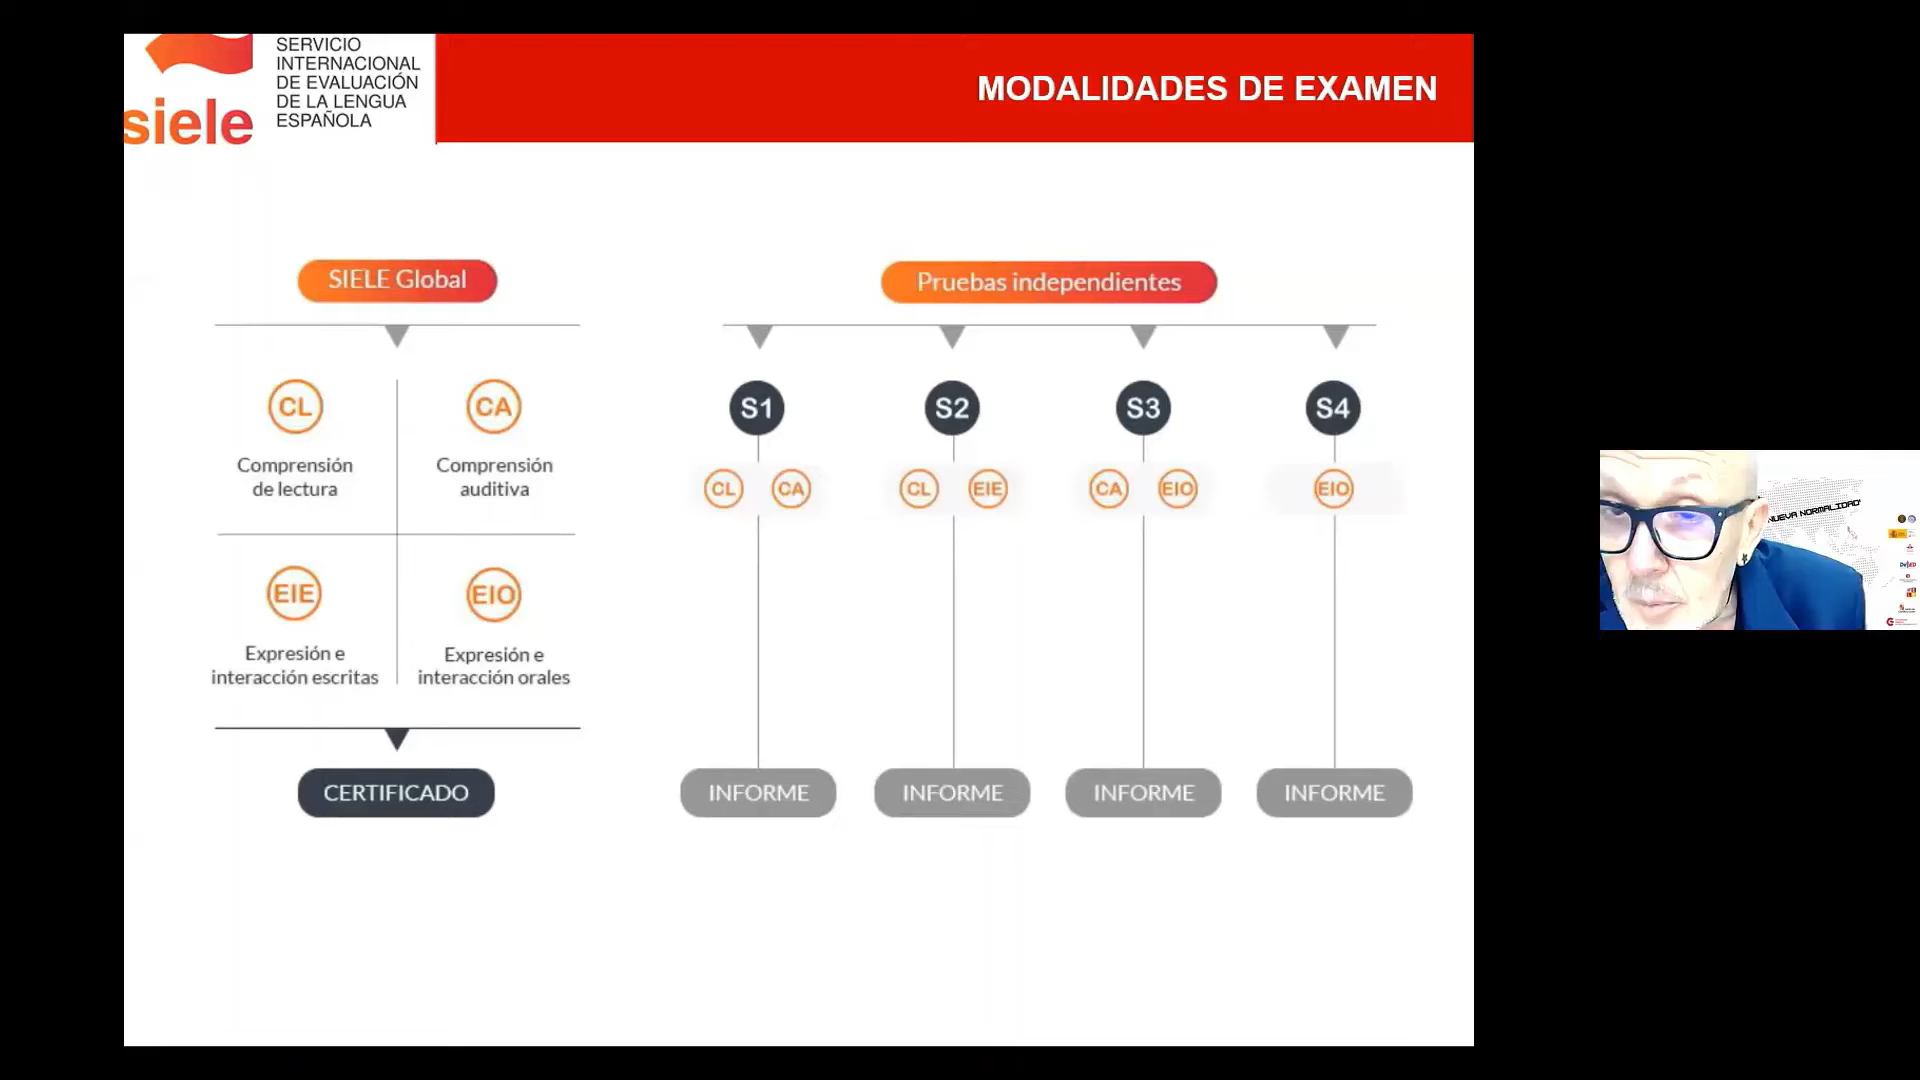 SERVICIO
INTERNACIONAL
DE EVALUACIÓN
DE LA LENGUA
ESPAÑOLA
siele
MODALIDADES DE EXAMEN
SIELE Global
CL
CA
Comprensión
de lectura
Comprensión
auditiva
EIE
EIO
Expresión e
interacción escritas
Expresión e
interacción orales
CERTIFICADO
Pruebas independientes
S1
S2
S3
S4
CL CA
CL EIE
CA EIO
EIO
INFORME
INFORME
INFORME
INFORME
NUEVA NORMALIDAD